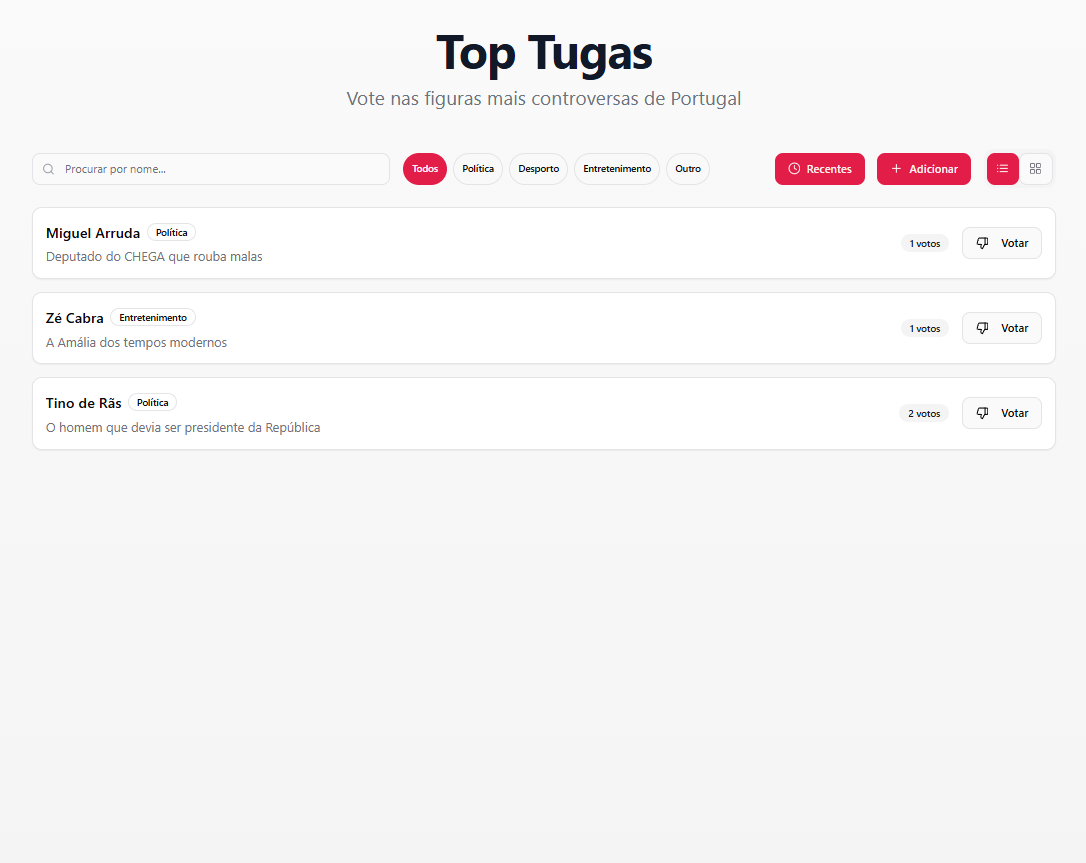 Top Tugas
Vote nas figuras mais controversas de Portugal
Procurar por nome...
Todos
Política
Desporto
Entretenimento
Outro
Recentes
Adicionar
Miguel Arruda Política
Deputado do CHEGA que rouba malas
1 votos
Votar
Zé Cabra Entretenimento
A Amália dos tempos modernos
1 votos
Votar
Tino de Rãs Política
O homem que devia ser presidente da República
2 votos
Votar